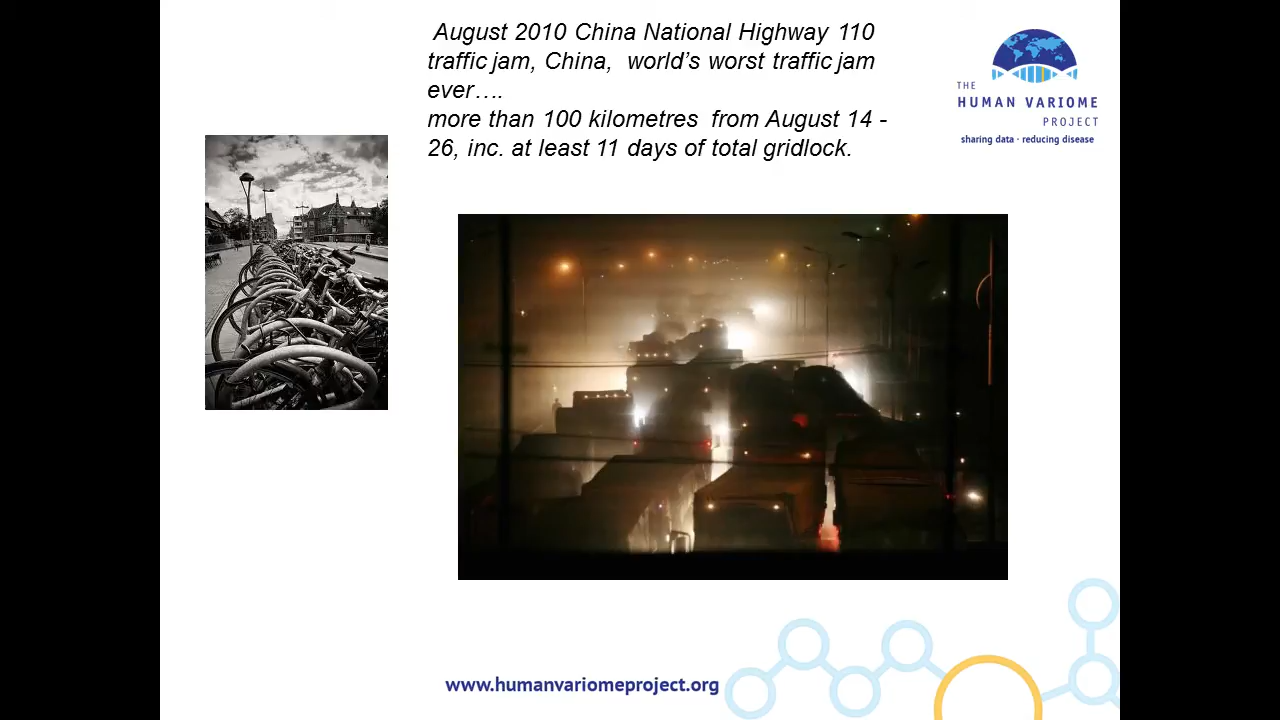 August 2010 China National Highway 110
traffic jam, China, world's worst traffic jam
ever….
more than 100 kilometres from August 14 -
26, inc. at least 11 days of total gridlock.
THE
HUMAN VARIOME
PROJECT
sharing data · reducing disease
www.humanvariomeproject.org